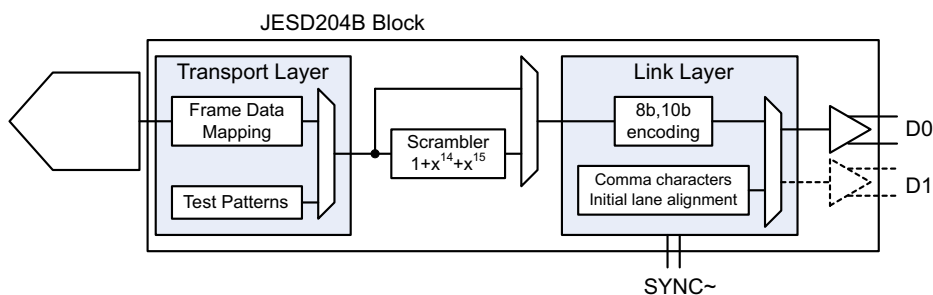 JESD204B Block
Transport Layer
Frame Data
Mapping
Test Patterns
Scrambler
1+x¹⁴+x¹⁵
Link Layer
8b,10b
encoding
Comma characters
Initial lane alignment
D0
D1
SYNC~